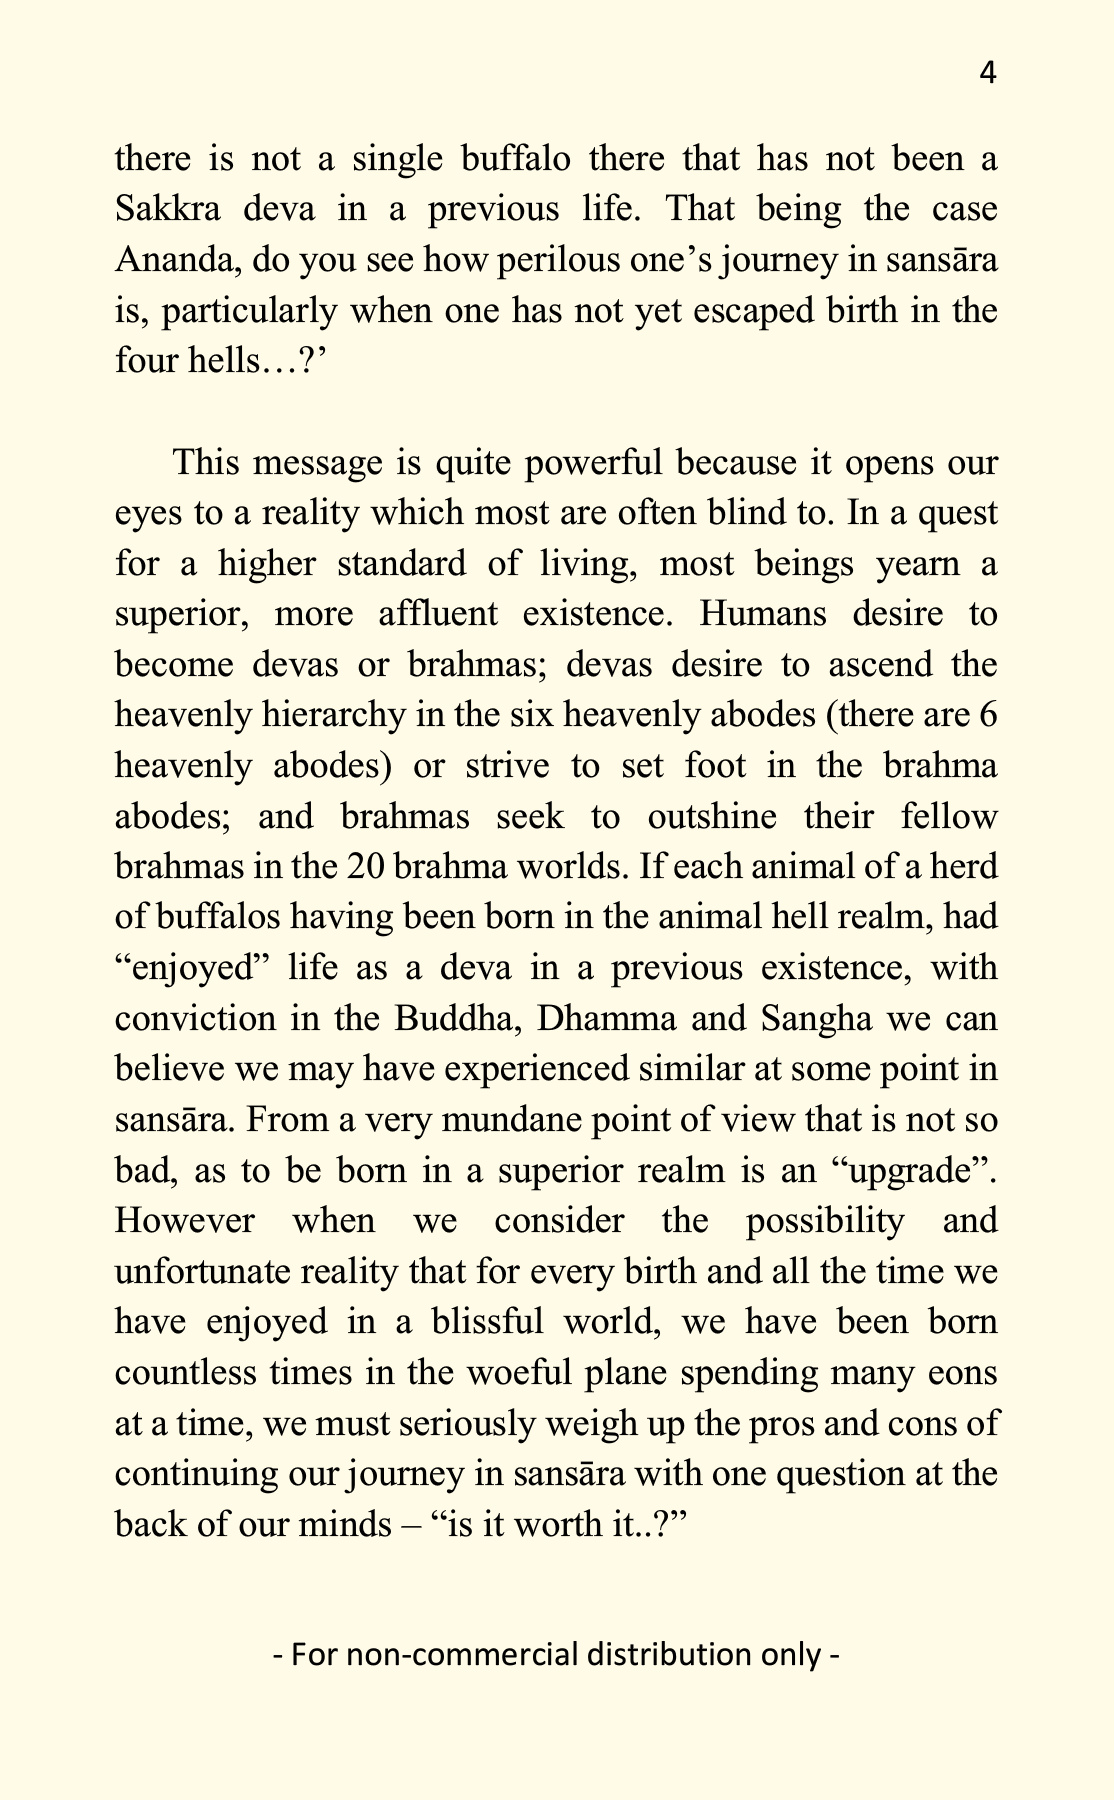 4
there is not a single buffalo there that has not been a
Sakkra deva in a previous life. That being the case
Ananda, do you see how perilous one’s journey in sansāra
is, particularly when one has not yet escaped birth in the
four hells…?’
This message is quite powerful because it opens our
eyes to a reality which most are often blind to. In a quest
for a higher standard of living, most beings yearn a
superior, more affluent existence. Humans desire to
become devas or brahmas; devas desire to ascend the
heavenly hierarchy in the six heavenly abodes (there are 6
heavenly abodes) or strive to set foot in the brahma
abodes; and brahmas seek to outshine their fellow
brahmas in the 20 brahma worlds. If each animal of a herd
of buffalos having been born in the animal hell realm, had
“enjoyed” life as a deva in a previous existence, with
conviction in the Buddha, Dhamma and Sangha we can
believe we may have experienced similar at some point in
sansāra. From a very mundane point of view that is not so
bad, as to be born in a superior realm is an “upgrade”.
However when we consider the possibility and
unfortunate reality that for every birth and all the time we
have enjoyed in a blissful world, we have been born
countless times in the woeful plane spending many eons
at a time, we must seriously weigh up the pros and cons of
continuing our journey in sansāra with one question at the
back of our minds – “is it worth it..?”
- For non-commercial distribution only -